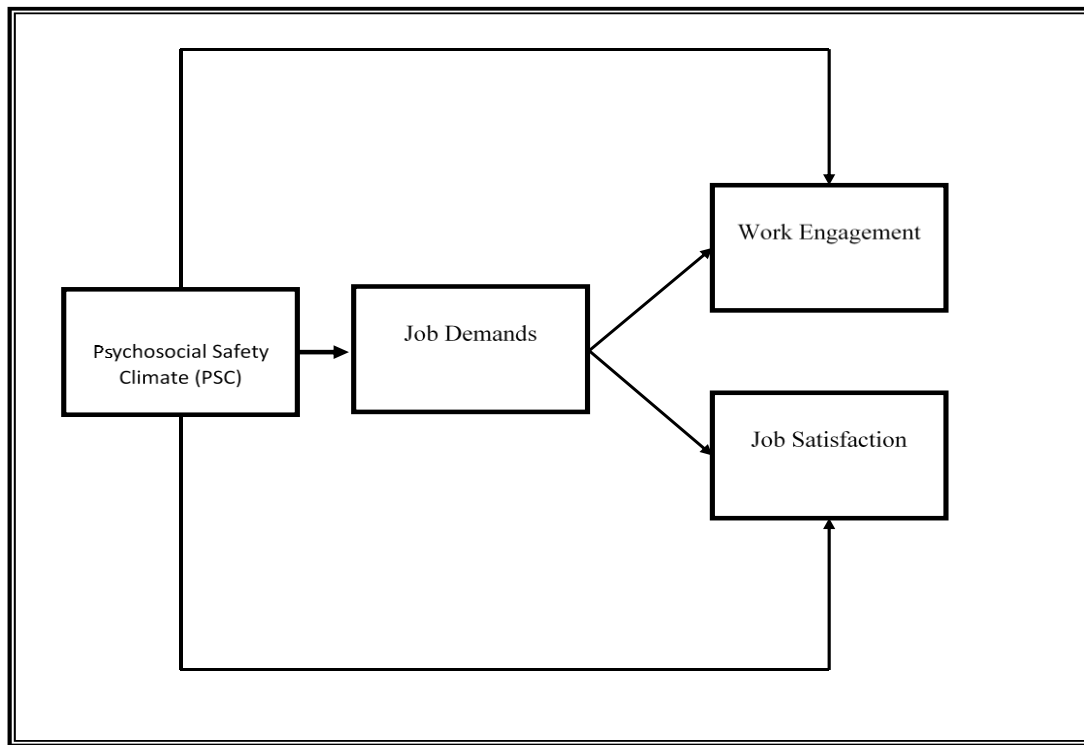 Work Engagement
Psychosocial Safety
Climate (PSC)
Job Demands
Job Satisfaction